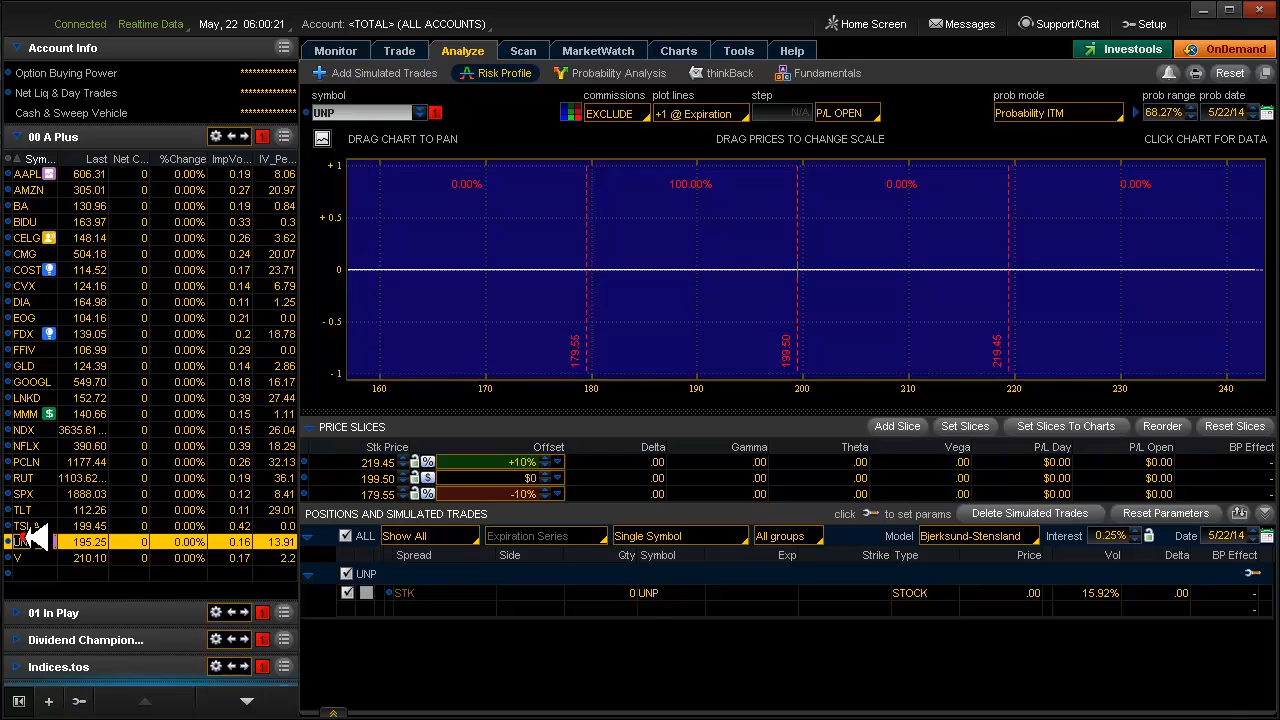 Connected Realtime Data May, 22 06:00:21 Account: <TOTAL> (ALL ACCOUNTS) Home Screen Messages Support/Chat Setup
Account Info
Option Buying Power ***************
Net Liq & Day Trades ***************
Cash & Sweep Vehicle ***************
00 A Plus 1
Sym... Last Net C... %Change ImpVo... IV_Pe...
AAPL 606.31 0 0.00% 0.19 8.06
AMZN 305.01 0 0.00% 0.27 20.97
BA 130.96 0 0.00% 0.19 0.84
BIDU 163.97 0 0.00% 0.33 0.3
CELG 148.14 0 0.00% 0.26 3.62
CMG 504.18 0 0.00% 0.24 20.07
COST 114.52 0 0.00% 0.17 23.71
CVX 124.16 0 0.00% 0.14 6.79
DIA 164.98 0 0.00% 0.11 1.25
EOG 104.16 0 0.00% 0.21 0.0
FDX 139.05 0 0.00% 0.2 18.78
FFIV 106.99 0 0.00% 0.29 0.0
GLD 124.39 0 0.00% 0.14 2.86
GOOGL 549.70 0 0.00% 0.18 16.17
LNKD 152.72 0 0.00% 0.39 27.44
MMM $ 140.66 0 0.00% 0.15 1.11
NDX 3635.61... 0 0.00% 0.15 26.04
NFLX 390.60 0 0.00% 0.39 18.29
PCLN 1177.44 0 0.00% 0.26 32.13
RUT 1103.62... 0 0.00% 0.19 36.1
SPX 1888.03 0 0.00% 0.12 8.41
TLT 112.26 0 0.00% 0.11 29.01
199.45 0 0.00% 0.42 0.0
195.25 0 0.00% 0.16 13.91
V 210.10 0 0.00% 0.17 2.2
01 In Play 1
Dividend Champion... 1
Indices.tos 1
Monitor Trade Analyze Scan MarketWatch Charts Tools Help Investools OnDemand
Add Simulated Trades Risk Profile Probability Analysis thinkBack Fundamentals Reset
symbol commissions plot lines step prob mode prob range prob date
UNP 1 EXCLUDE +1 @ Expiration N/A P/L OPEN Probability ITM 68.27% 5/22/14
DRAG CHART TO PAN DRAG PRICES TO CHANGE SCALE CLICK CHART FOR DATA
+ 1
0.00% 100.00% 0.00% 0.00%
+ 0.5
0
- 0.5
179.55 199.50 219.45
- 1
160 170 180 190 200 210 220 230 240
PRICE SLICES Add Slice Set Slices Set Slices To Charts Reorder Reset Slices
Stk Price Offset Delta Gamma Theta Vega P/L Day P/L Open BP Effect
219.45 % +10% .00 .00 .00 .00 $0.00 $0.00 -
199.50 $ $0 .00 .00 .00 .00 $0.00 $0.00 -
179.55 % -10% .00 .00 .00 .00 $0.00 $0.00 -
POSITIONS AND SIMULATED TRADES click to set params Delete Simulated Trades Reset Parameters
ALL Show All Expiration Series Single Symbol All groups Model Bjerksund-Stensland Interest 0.25% Date 5/22/14
Spread Side Qty Symbol Exp Strike Type Price Vol Delta BP Effect
UNP
STK 0 UNP STOCK .00 15.92% .00 -
-